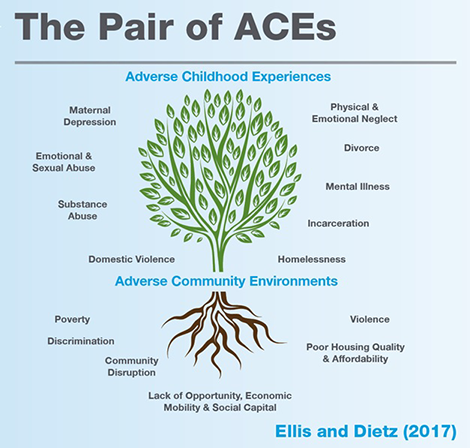 The Pair of ACEs
Adverse Childhood Experiences
Maternal
Depression
Physical &
Emotional Neglect
Divorce
Emotional &
Sexual Abuse
Mental Illness
Substance
Abuse
Incarceration
Domestic Violence
Homelessness
Adverse Community Environments
Poverty
Violence
Discrimination
Poor Housing Quality
& Affordability
Community
Disruption
Lack of Opportunity, Economic
Mobility & Social Capital
Ellis and Dietz (2017)